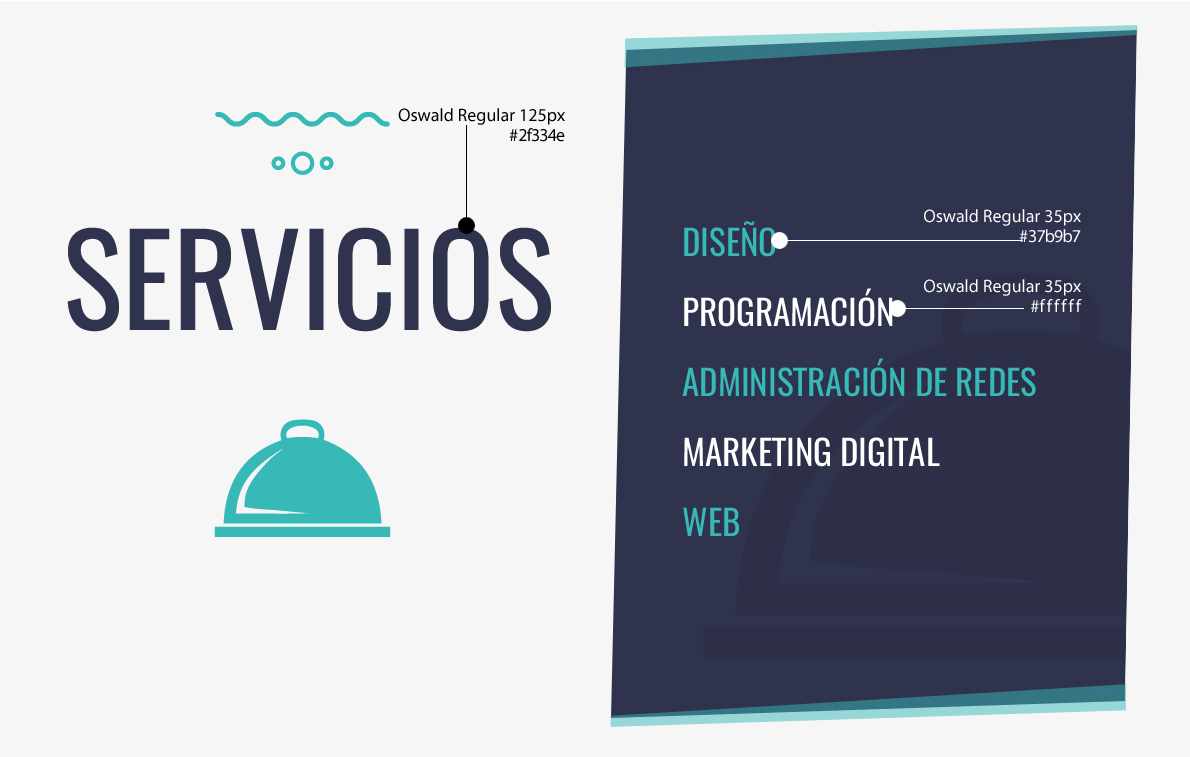 Oswald Regular 125px
#2f334e
SERVICIOS
Oswald Regular 35px
#37b9b7
DISEÑO
Oswald Regular 35px
#ffffff
PROGRAMACIÓN
ADMINISTRACIÓN DE REDES
MARKETING DIGITAL
WEB